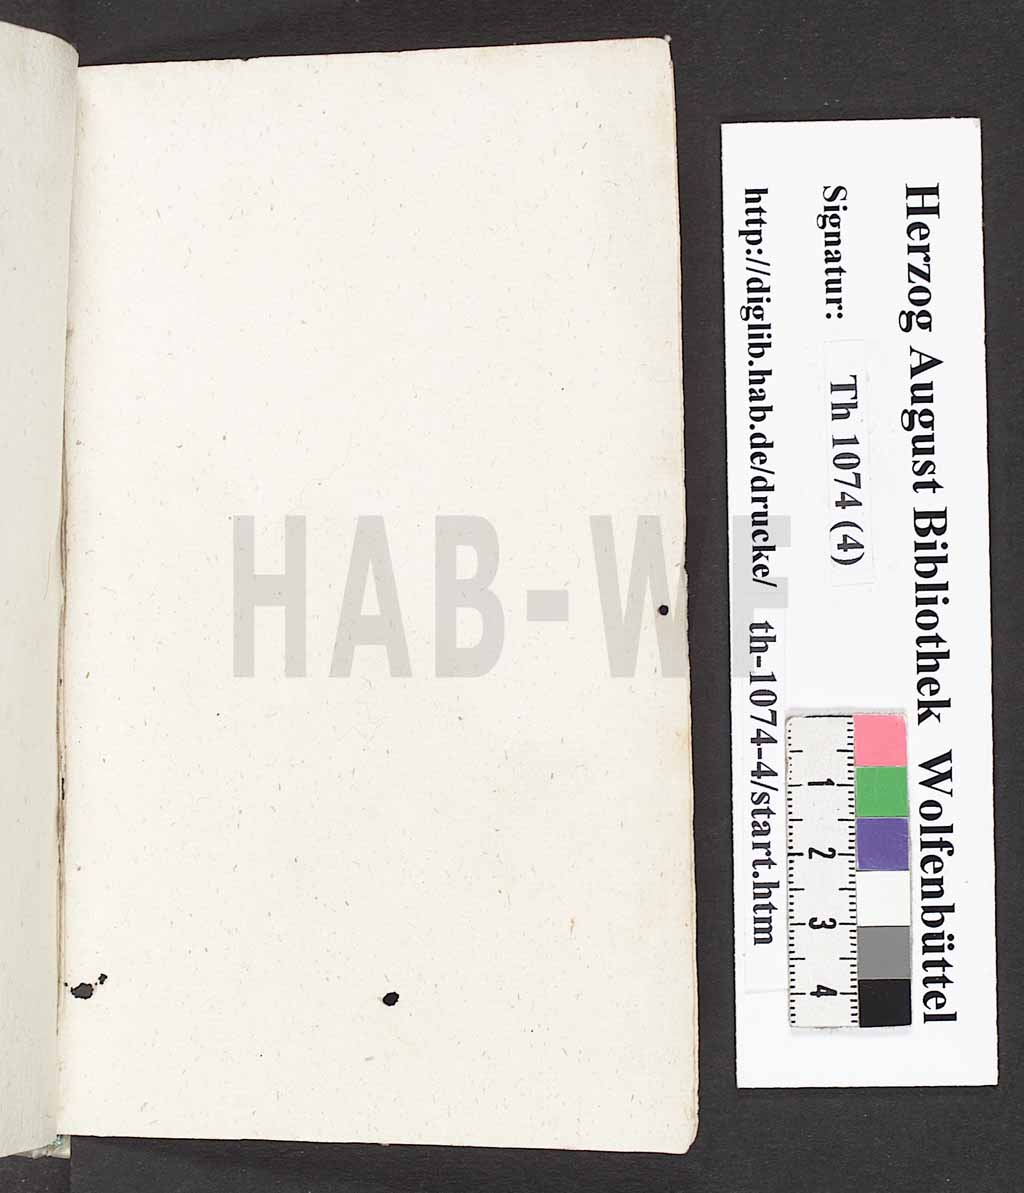 Herzog August Bibliothek Wolfenbüttel
Signatur: Th 1074 (4)
http://diglib.hab.de/drucke/ th-1074-4/start.htm
1
2
3
4
HAB-WF